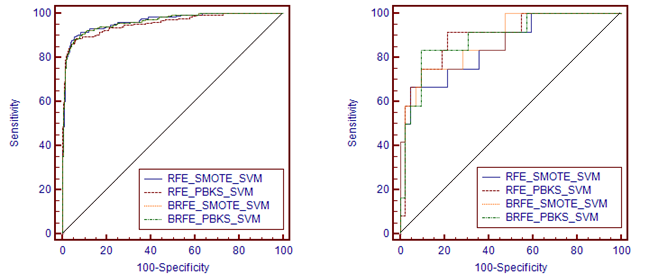 100
80
60
40
20
0
Sensitivity
RFE_SMOTE_SVM
RFE_PBKS_SVM
BRFE_SMOTE_SVM
BRFE_PBKS_SVM
0 20 40 60 80 100
100-Specificity
100
80
60
40
20
0
Sensitivity
RFE_SMOTE_SVM
RFE_PBKS_SVM
BRFE_SMOTE_SVM
BRFE_PBKS_SVM
0 20 40 60 80 100
100-Specificity